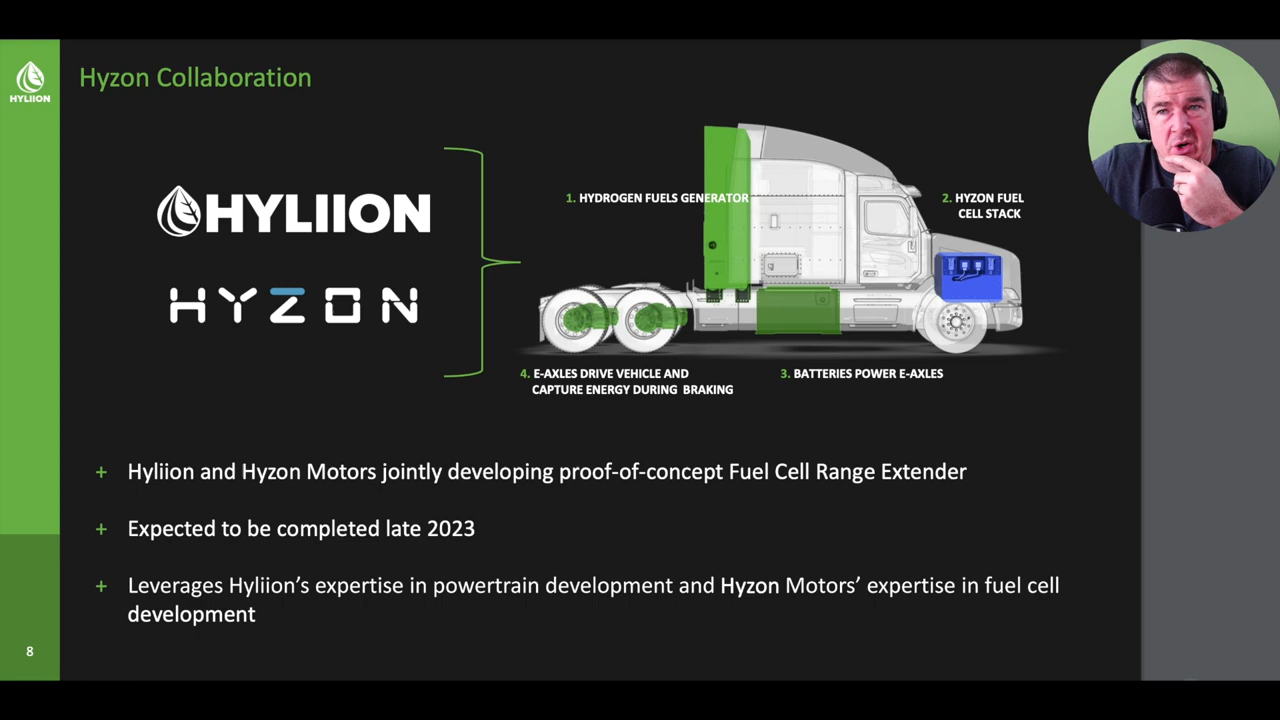 HYLIION
Hyzon Collaboration
HYLIION
HYZON
1. HYDROGEN FUELS GENERATOR
2. HYZON FUEL
CELL STACK
4. E-AXLES DRIVE VEHICLE AND
CAPTURE ENERGY DURING BRAKING
3. BATTERIES POWER E-AXLES
+ Hyliion and Hyzon Motors jointly developing proof-of-concept Fuel Cell Range Extender
+ Expected to be completed late 2023
+ Leverages Hyliion’s expertise in powertrain development and Hyzon Motors’ expertise in fuel cell
development
8